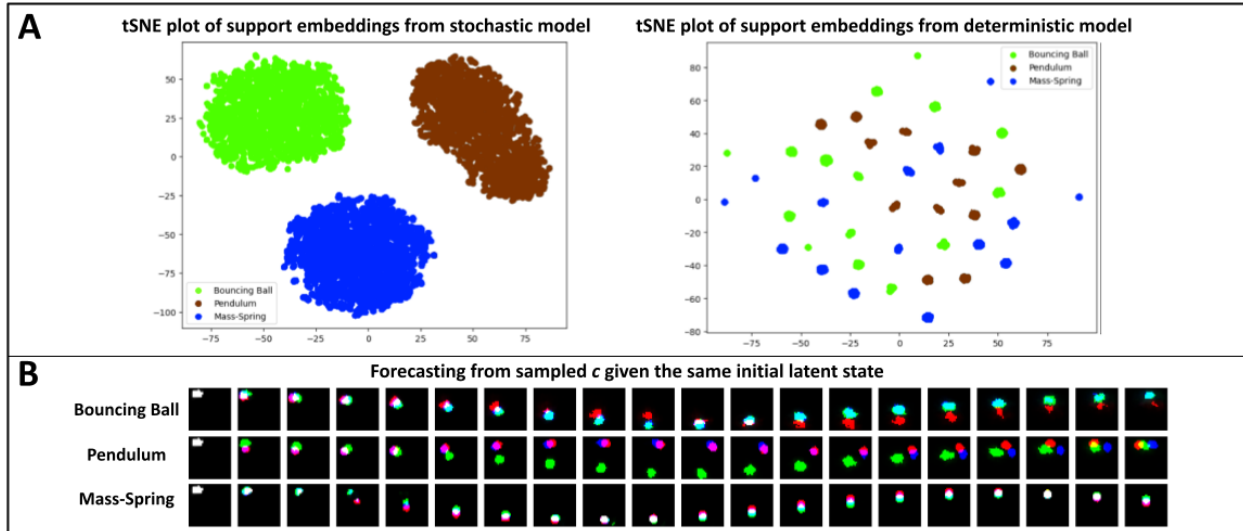 A
tSNE plot of support embeddings from stochastic model
50
25
0
−25
−50
−75
−100
−75
−50
−25
0
25
50
75
Bouncing Ball
Pendulum
Mass-Spring
tSNE plot of support embeddings from deterministic model
80
60
40
20
0
−20
−40
−60
−80
−75
−50
−25
0
25
50
75
Bouncing Ball
Pendulum
Mass-Spring
B
Forecasting from sampled c given the same initial latent state
Bouncing Ball
Pendulum
Mass-Spring